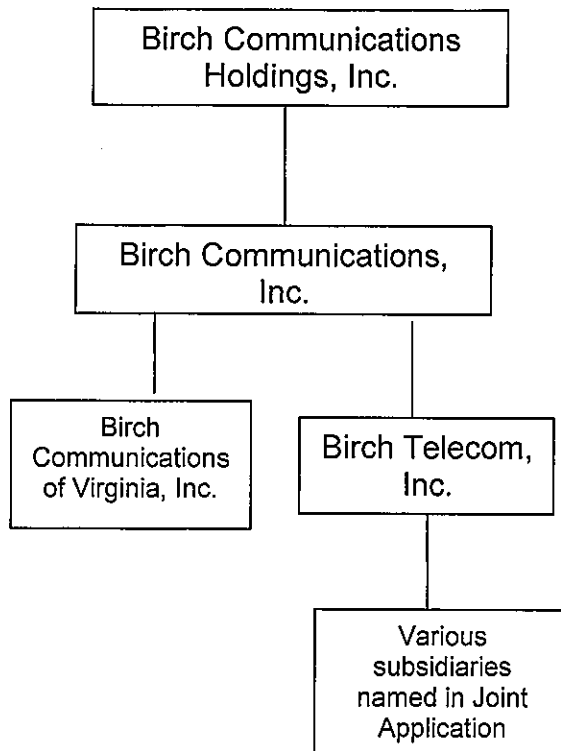 Birch Communications
Holdings, Inc.
Birch Communications,
Inc.
Birch
Communications
of Virginia, Inc.
Birch Telecom,
Inc.
Various
subsidiaries
named in Joint
Application